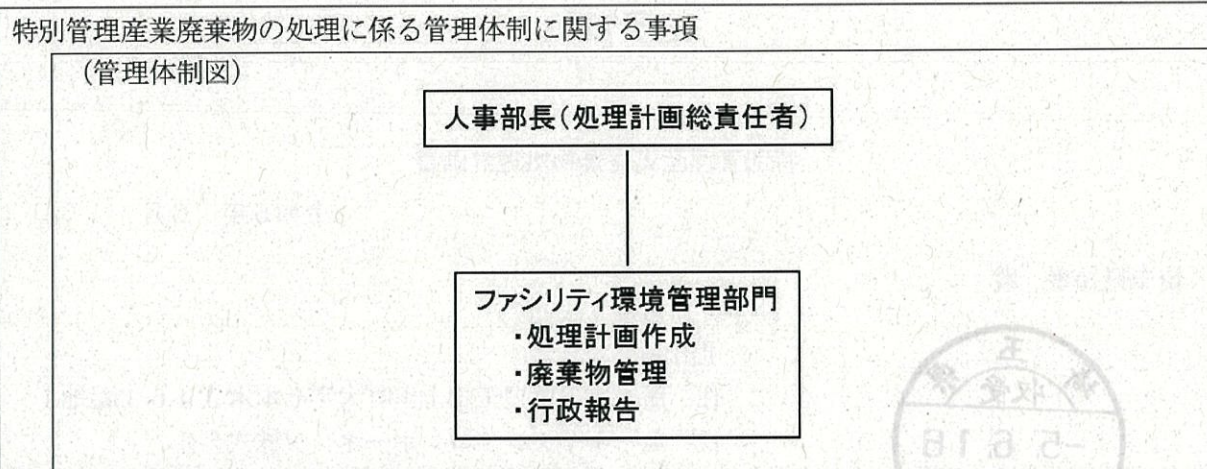 特別管理産業廃棄物の処理に係る管理体制に関する事項
（管理体制図）
人事部長（処理計画総責任者）
ファシリティ環境管理部門
・処理計画作成
・廃棄物管理
・行政報告